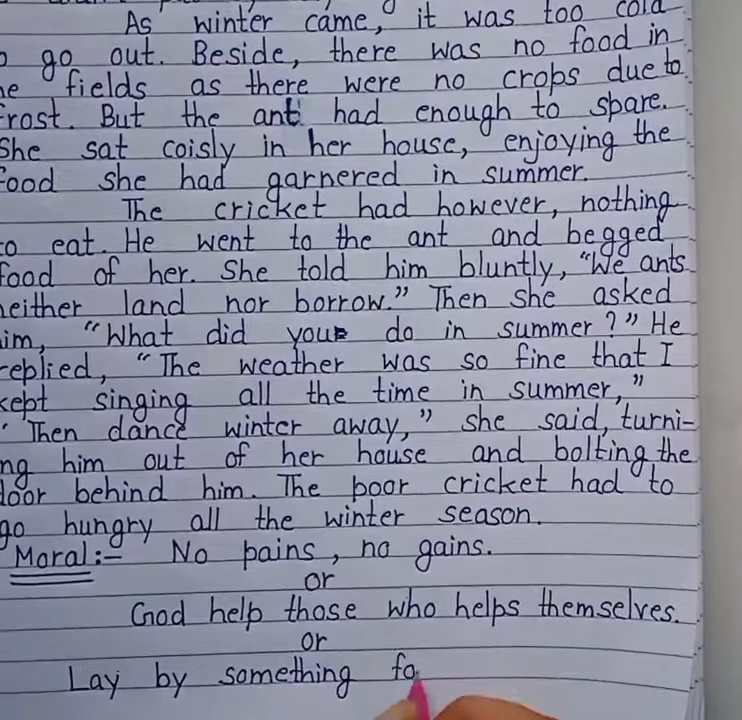 As winter came, it was too cold
go out. Beside, there was no food in
fields as there were no crops due to
rost. But the ant had enough to spare.
She sat coisly in her house, enjoying the
food she had garnered in summer.
The cricket had however, nothing
to eat. He went to the ant and begged
food of her. She told him bluntly, "We ants
neither land nor borrow." Then she asked
im, "What did your do in summer?" He
replied, "The weather was so fine that I
kept singing all the time in summer,"
"Then dance winter away," she said, turni-
ng him out of her house and bolting the
door behind him. The poor cricket had to
go hungry all the winter season.
Moral:- No pains, no gains.
or
God help those who helps themselves.
or
Lay by something fo